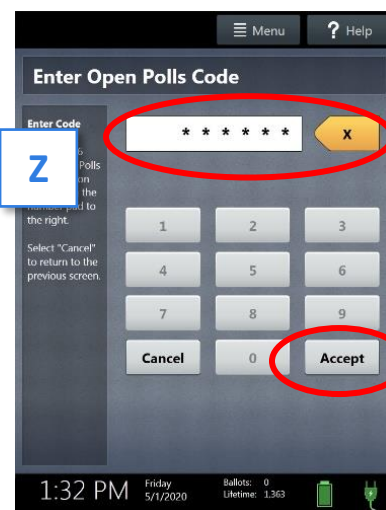 Menu ? Help
Enter Open Polls Code
Enter Code
Polls
on
the
pad to
the right.
Select "Cancel"
to return to the
previous screen.
Z
* * * * * *
X
1 2 3
4 5 6
7 8 9
Cancel 0 Accept
1:32 PM
Friday
5/1/2020
Ballots: 0
Lifetime: 1,363